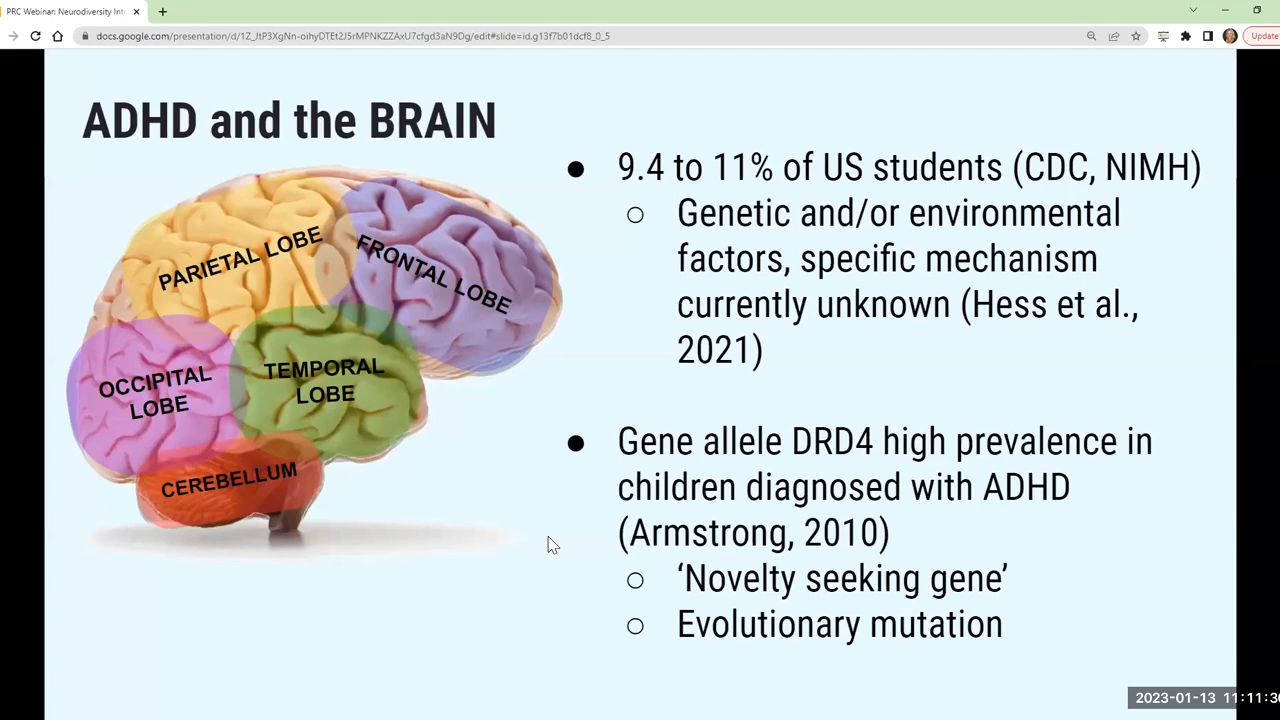 PRC Webinar: Neurodiversity Int
docs.google.com/presentation/d/1Z_JtP3XgNn-oihyDTEt2J5rMPNKZZAxU7cfgd3aN9Dg/edit#slide=id.g13f7b01dcf8_0_5
Update
ADHD and the BRAIN
PARIETAL LOBE
FRONTAL LOBE
OCCIPITAL
LOBE
TEMPORAL
LOBE
CEREBELLUM
● 9.4 to 11% of US students (CDC, NIMH)
○ Genetic and/or environmental
factors, specific mechanism
currently unknown (Hess et al.,
2021)
● Gene allele DRD4 high prevalence in
children diagnosed with ADHD
(Armstrong, 2010)
○ ‘Novelty seeking gene’
○ Evolutionary mutation
2023-01-13 11:11:3